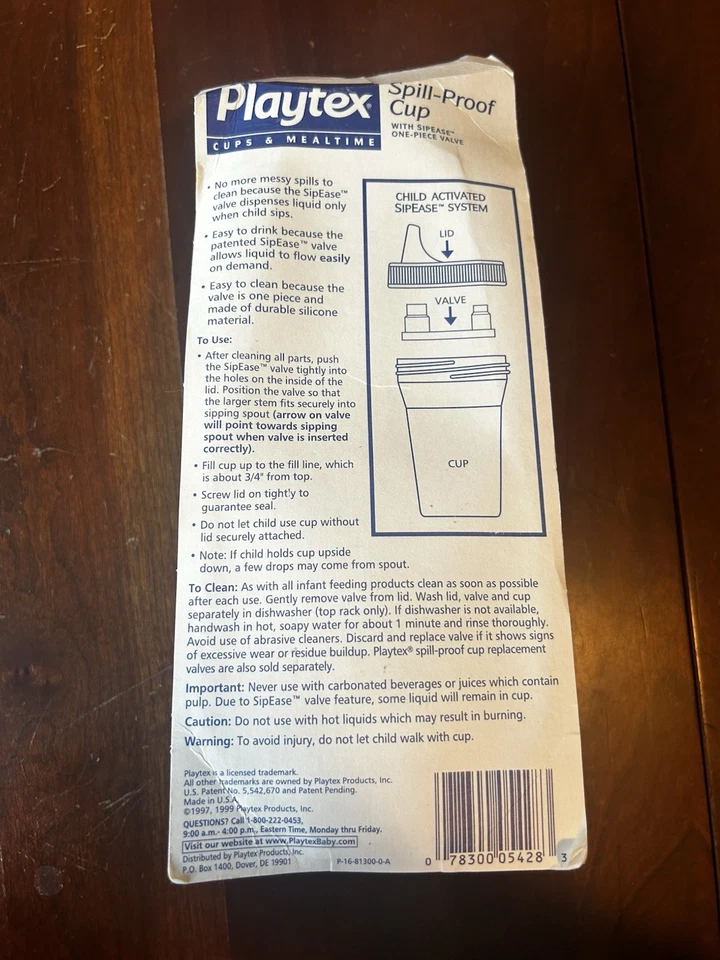 Playtex®
CUPS & MEALTIME
Spill-Proof
Cup
WITH SIPEASE™
ONE-PIECE VALVE
• No more messy spills to
clean because the SipEase™
valve dispenses liquid only
when child sips.
• Easy to drink because the
patented SipEase™ valve
allows liquid to flow easily
on demand.
• Easy to clean because the
valve is one piece and
made of durable silicone
material.
To Use:
• After cleaning all parts, push
the SipEase™ valve tightly into
the holes on the inside of the
lid. Position the valve so that
the larger stem fits securely into
sipping spout (arrow on valve
will point towards sipping
spout when valve is inserted
correctly).
• Fill cup up to the fill line, which
is about 3/4" from top.
• Screw lid on tightly to
guarantee seal.
• Do not let child use cup without
lid securely attached.
• Note: If child holds cup upside
down, a few drops may come from spout.
CHILD ACTIVATED
SIPEASE™ SYSTEM
LID
VALVE
CUP
To Clean: As with all infant feeding products clean as soon as possible
after each use. Gently remove valve from lid. Wash lid, valve and cup
separately in dishwasher (top rack only). If dishwasher is not available,
handwash in hot, soapy water for about 1 minute and rinse thoroughly.
Avoid use of abrasive cleaners. Discard and replace valve if it shows signs
of excessive wear or residue buildup. Playtex® spill-proof cup replacement
valves are also sold separately.
Important: Never use with carbonated beverages or juices which contain
pulp. Due to SipEase™ valve feature, some liquid will remain in cup.
Caution: Do not use with hot liquids which may result in burning.
Warning: To avoid injury, do not let child walk with cup.
Playtex is a licensed trademark.
All other trademarks are owned by Playtex Products, Inc.
U.S. Patent No. 5,542,670 and Patent Pending.
Made in U.S.A.
©1997, 1999 Playtex Products, Inc.
QUESTIONS? Call 1-800-222-0453,
9:00 a.m.- 4:00 p.m., Eastern Time, Monday thru Friday.
Visit our website at www.PlaytexBaby.com
Distributed by Playtex Products, Inc.
P.O. Box 1400, Dover, DE 19901
P-16-81300-0-A
0 78300 05428 3